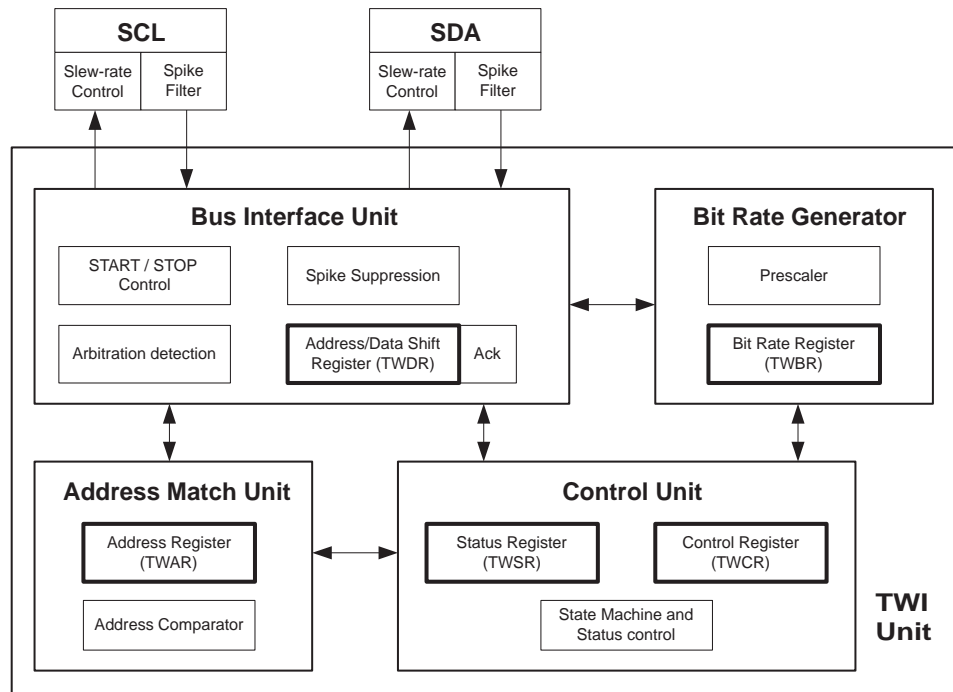 SCL
SDA
Slew-rate
Control
Spike
Filter
Slew-rate
Control
Spike
Filter
Bus Interface Unit
START / STOP
Control
Spike Suppression
Arbitration detection
Address/Data Shift
Register (TWDR)
Ack
Bit Rate Generator
Prescaler
Bit Rate Register
(TWBR)
Address Match Unit
Address Register
(TWAR)
Address Comparator
Control Unit
Status Register
(TWSR)
Control Register
(TWCR)
State Machine and
Status control
TWI
Unit